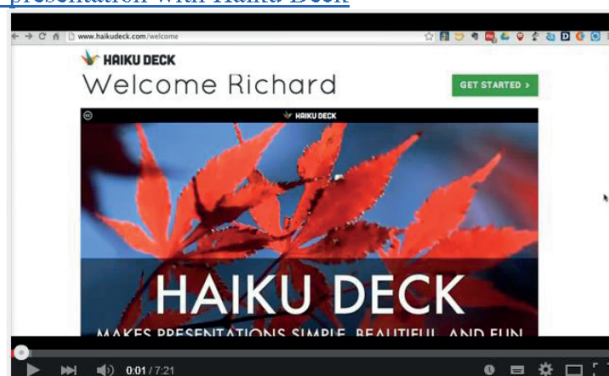 presentation with Haiku Deck
www.haikudeck.com/welcome
HAIKU DECK
Welcome Richard
GET STARTED >
HAIKU DECK
HAIKU DECK
MAKES PRESENTATIONS SIMPLE, BEAUTIFUL, AND FUN
0:01 / 7:21